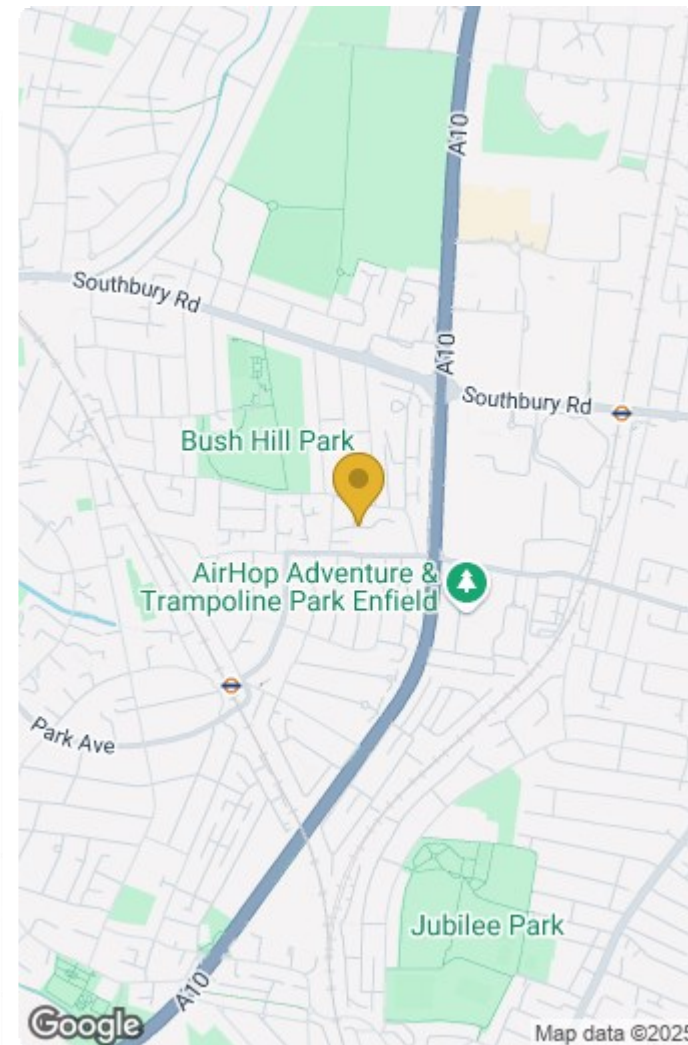 A10
Southbury Rd
A10
Southbury Rd
Bush Hill Park
AirHop Adventure &
Trampoline Park Enfield
Park Ave
Jubilee Park
A10
Google
Map data ©2025